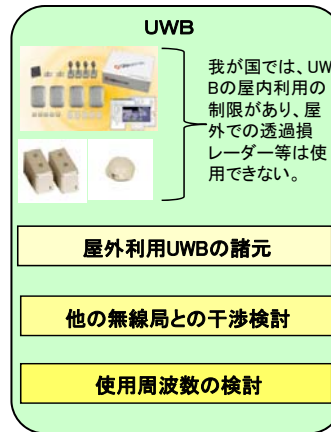 UWB
我が国では、UW
Bの屋内利用の
制限があり、屋
外での透過損
レーダー等は使
用できない。
屋外利用UWBの諸元
他の無線局との干渉検討
使用周波数の検討